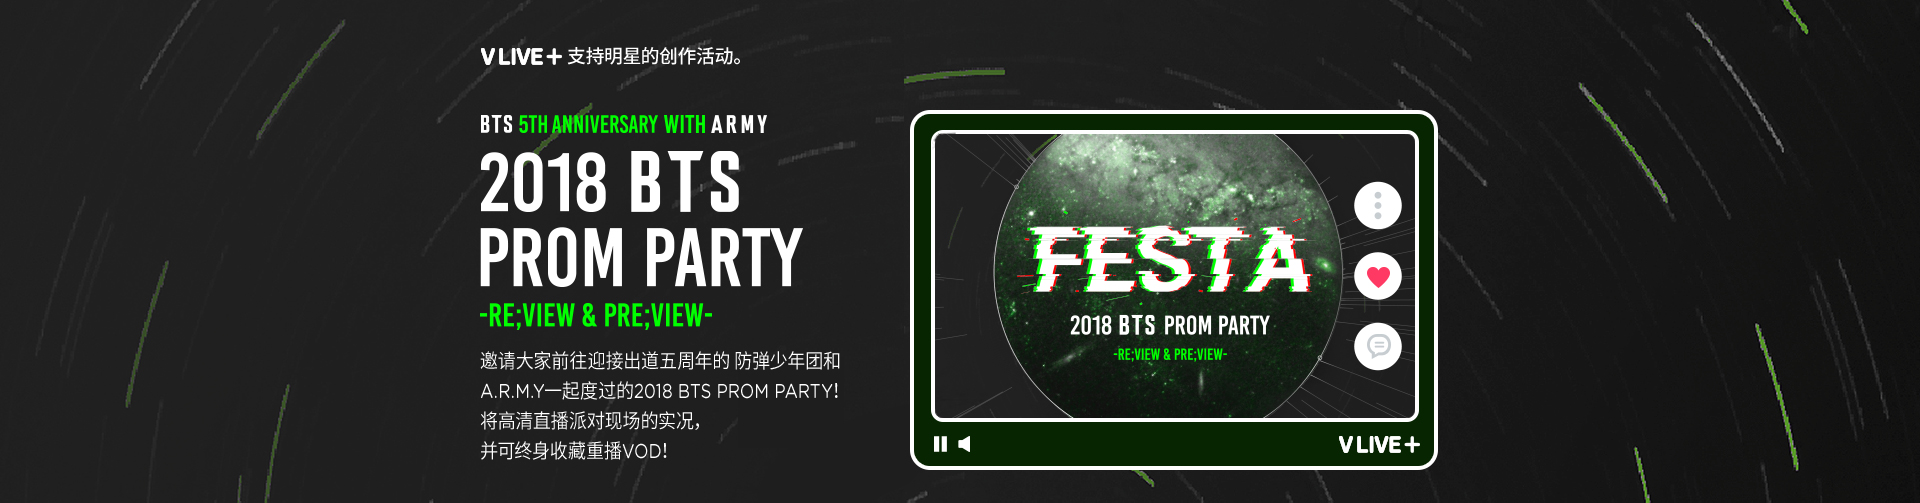 V LIVE+ 支持明星的创作活动。
BTS 5TH ANNIVERSARY WITH ARMY
2018 BTS
PROM PARTY
-RE;VIEW & PRE;VIEW-
邀请大家前往迎接出道五周年的 防弹少年团和
A.R.M.Y一起度过的2018 BTS PROM PARTY!
将高清直播派对现场的实况，
并可终身收藏重播VOD!
FESTA
2018 BTS PROM PARTY
-RE;VIEW & PRE;VIEW-
V LIVE+